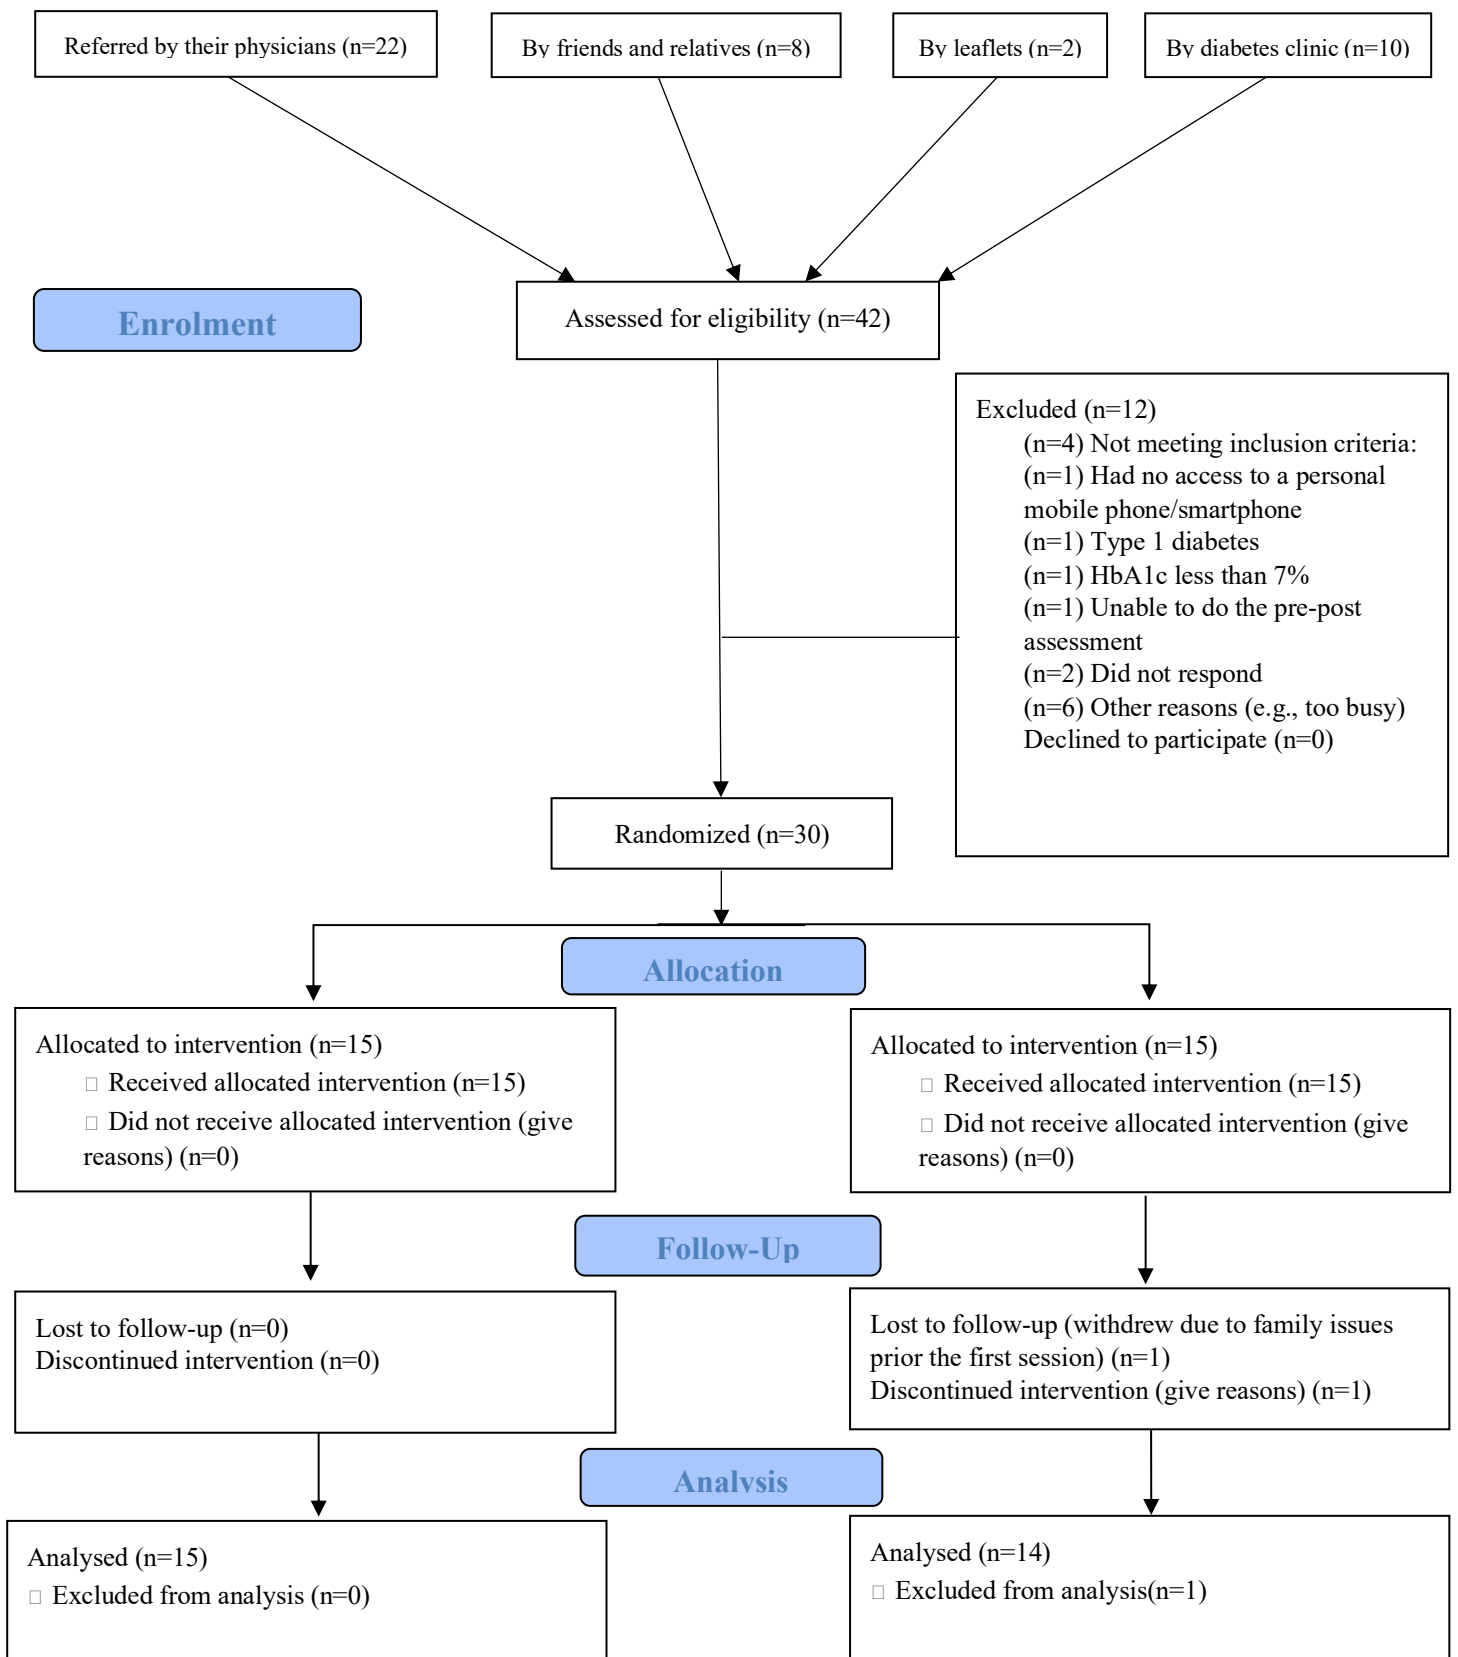 Referred by their physicians (n=22)
By friends and relatives (n=8)
By leaflets (n=2)
By diabetes clinic (n=10)
Enrolment
Assessed for eligibility (n=42)
Excluded (n=12)
(n=4) Not meeting inclusion criteria:
(n=1) Had no access to a personal
mobile phone/smartphone
(n=1) Type 1 diabetes
(n=1) HbA1c less than 7%
(n=1) Unable to do the pre-post
assessment
(n=2) Did not respond
(n=6) Other reasons (e.g., too busy)
Declined to participate (n=0)
Randomized (n=30)
Allocation
Allocated to intervention (n=15)
□ Received allocated intervention (n=15)
□ Did not receive allocated intervention (give
reasons) (n=0)
Allocated to intervention (n=15)
□ Received allocated intervention (n=15)
□ Did not receive allocated intervention (give
reasons) (n=0)
Follow-Up
Lost to follow-up (n=0)
Discontinued intervention (n=0)
Lost to follow-up (withdrew due to family issues
prior the first session) (n=1)
Discontinued intervention (give reasons) (n=1)
Analysis
Analysed (n=15)
□ Excluded from analysis (n=0)
Analysed (n=14)
□ Excluded from analysis(n=1)